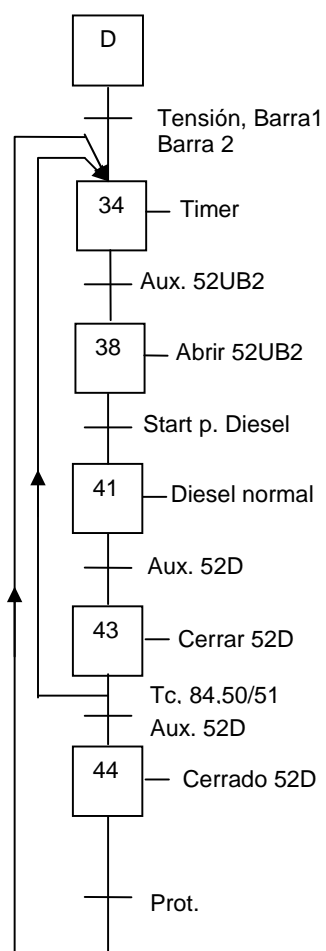 D
Tensión, Barra1
Barra 2
34
Timer
Aux. 52UB2
38
Abrir 52UB2
Start p. Diesel
41
Diesel normal
Aux. 52D
43
Cerrar 52D
Tc. 84,50/51
Aux. 52D
44
Cerrado 52D
Prot.